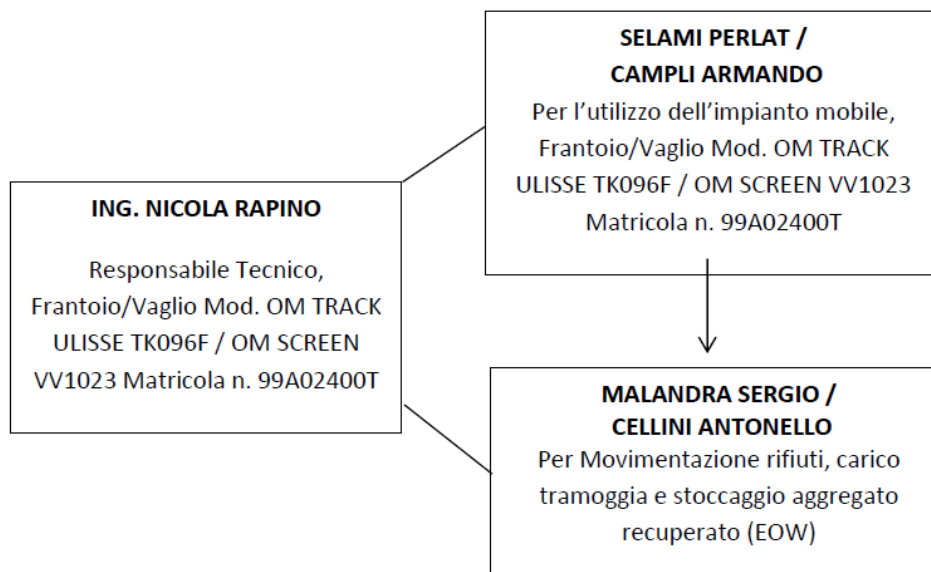 SELAMI PERLAT /
CAMPLI ARMANDO
Per l’utilizzo dell’impianto mobile,
Frantoio/Vaglio Mod. OM TRACK
ULISSE TK096F / OM SCREEN VV1023
Matricola n. 99A02400T
ING. NICOLA RAPINO
Responsabile Tecnico,
Frantoio/Vaglio Mod. OM TRACK
ULISSE TK096F / OM SCREEN
VV1023 Matricola n. 99A02400T
MALANDRA SERGIO /
CELLINI ANTONELLO
Per Movimentazione rifiuti, carico
tramoggia e stoccaggio aggregato
recuperato (EOW)